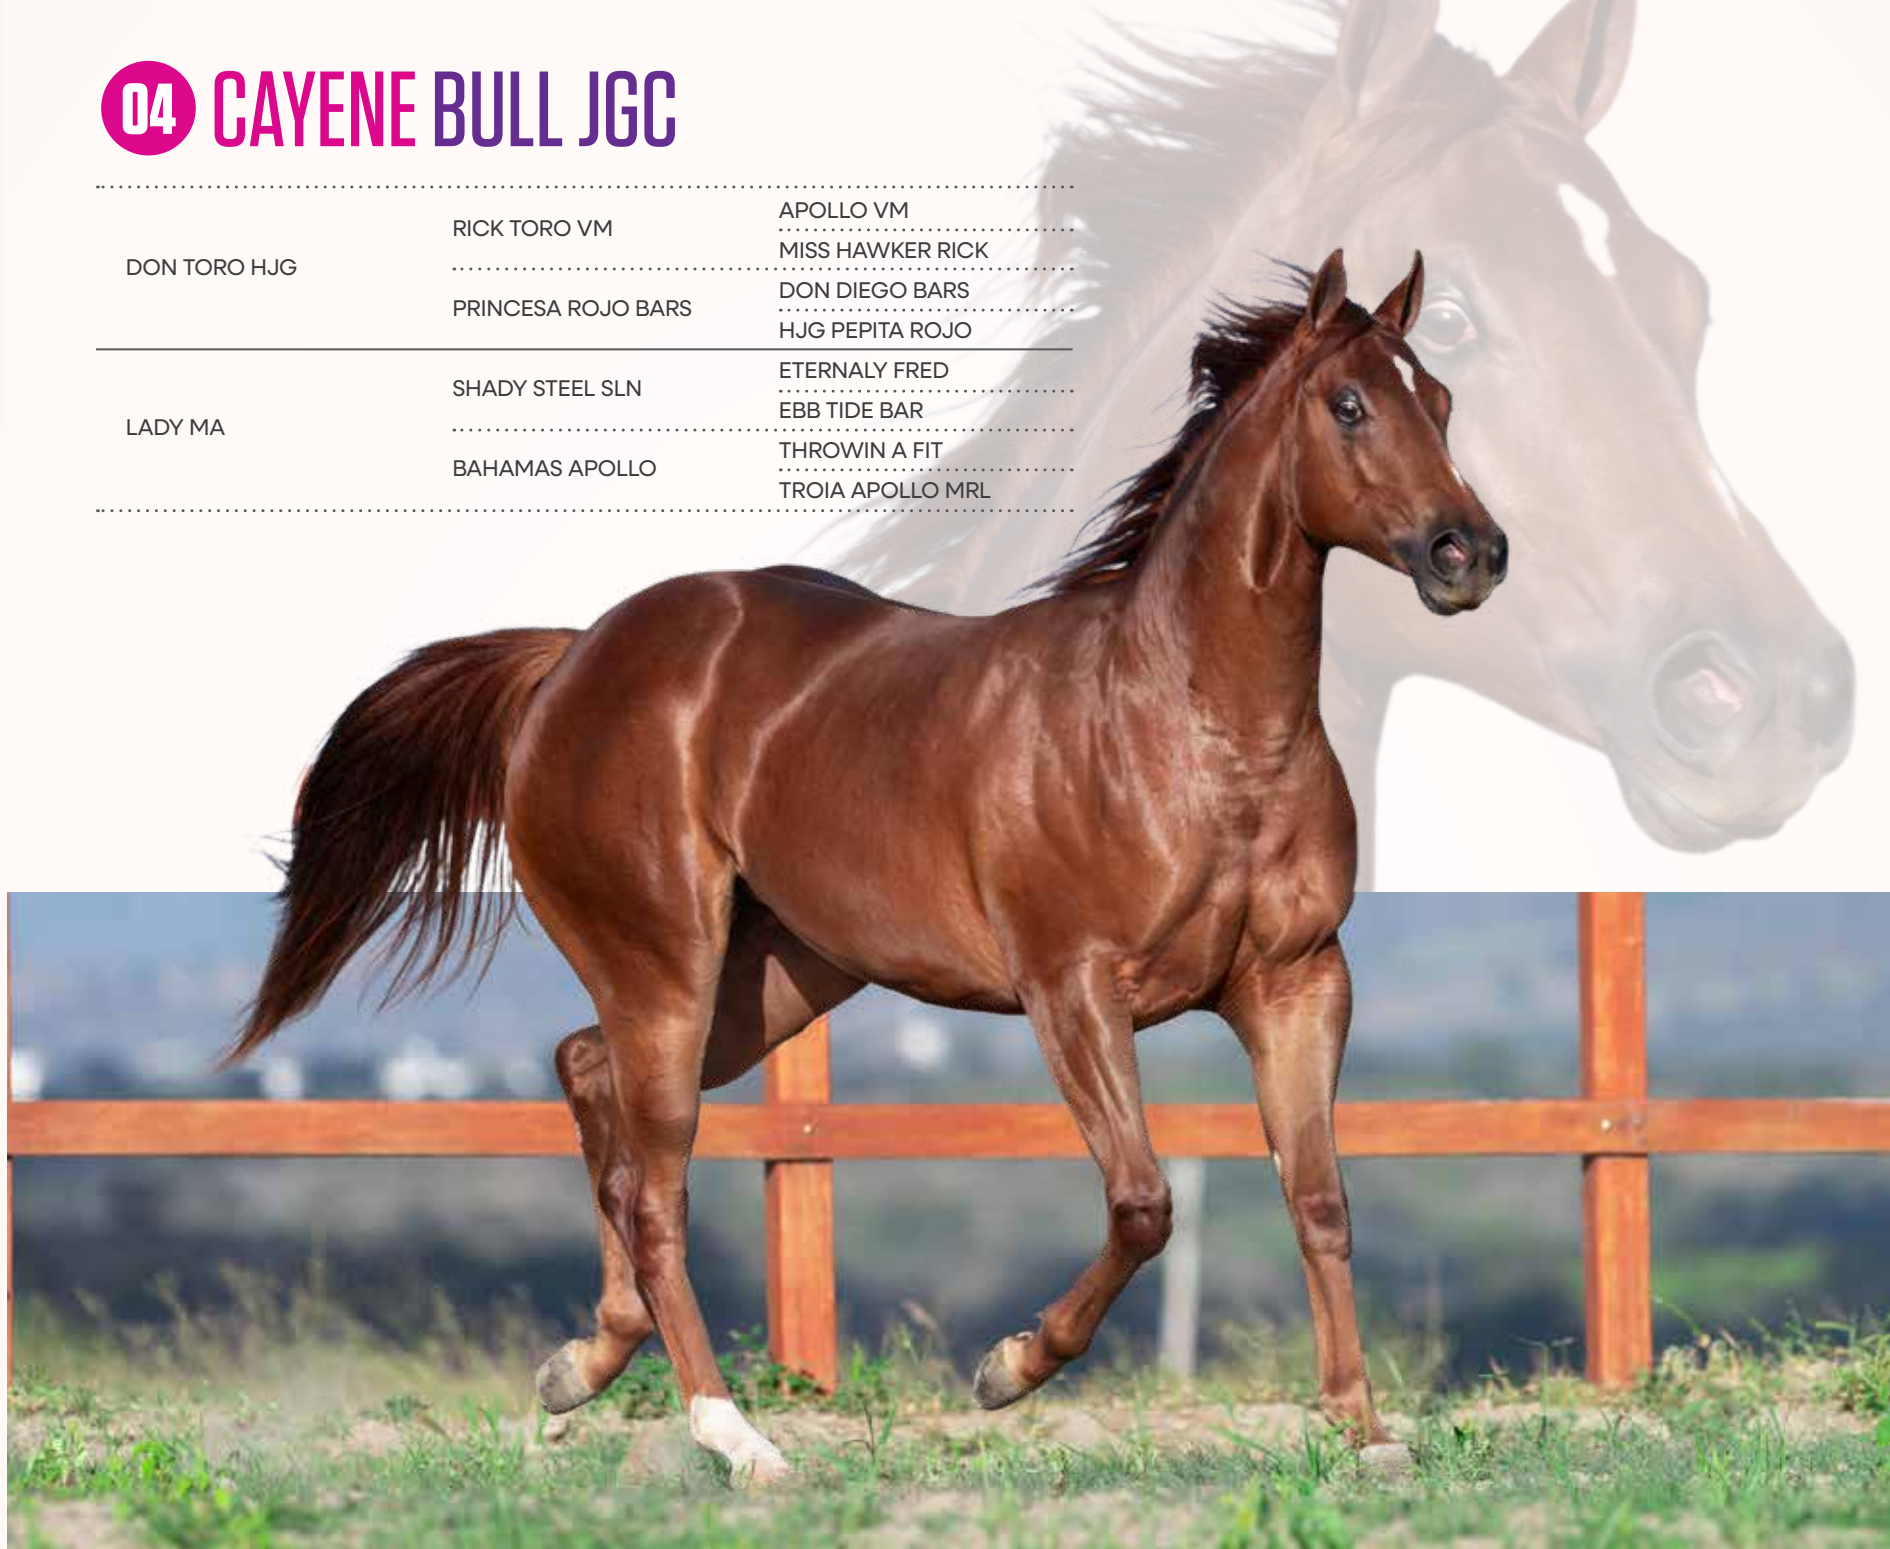 04 CAYENE BULL JGC
DON TORO HJG
RICK TORO VM
APOLLO VM
MISS HAWKER RICK
PRINCESA ROJO BARS
DON DIEGO BARS
HJG PEPITA ROJO
LADY MA
SHADY STEEL SLN
ETERNALY FRED
EBB TIDE BAR
BAHAMAS APOLLO
THROWIN A FIT
TROIA APOLLO MRL